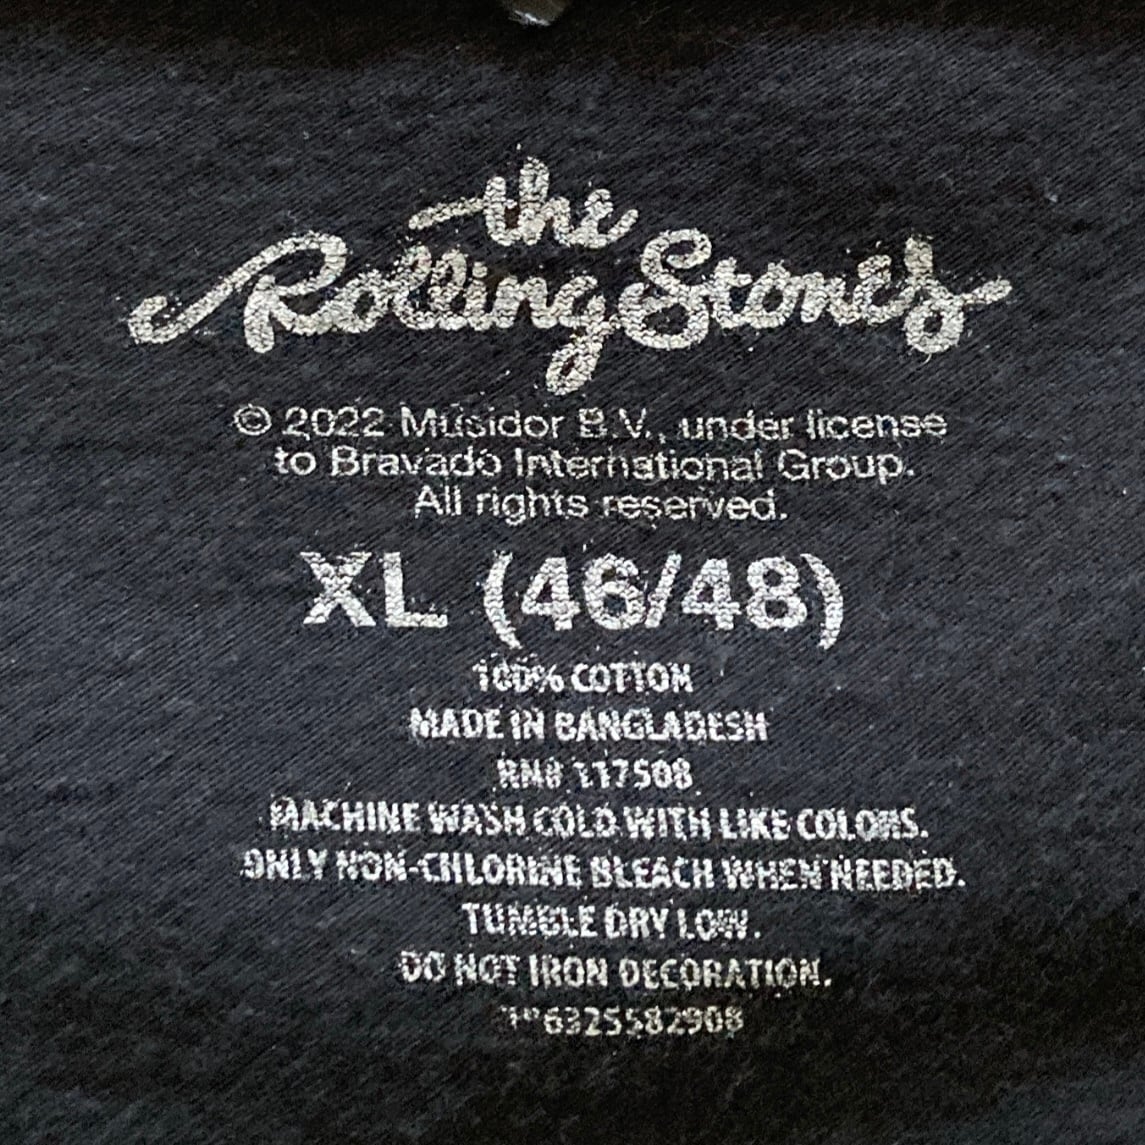 the
Rolling Stones
© 2022 Musidor B.V., under license
to Bravado International Group.
All rights reserved.
XL (46/48)
100% COTTON
MADE IN BANGLADESH
RN# 117508
MACHINE WASH COLD WITH LIKE COLORS.
ONLY NON-CHLORINE BLEACH WHEN NEEDED.
TUMBLE DRY LOW.
DO NOT IRON DECORATION.